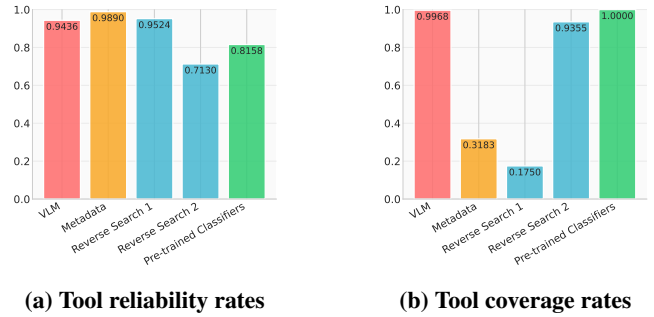 1.0
0.8
0.6
0.4
0.2
0.0
0.9436
0.9890
0.9524
0.7130
0.8158
VLM
Metadata
Reverse Search 1
Reverse Search 2
Pre-trained Classifiers
(a) Tool reliability rates
1.0
0.8
0.6
0.4
0.2
0.0
0.9968
0.3183
0.1750
0.9355
1.0000
VLM
Metadata
Reverse Search 1
Reverse Search 2
Pre-trained Classifiers
(b) Tool coverage rates